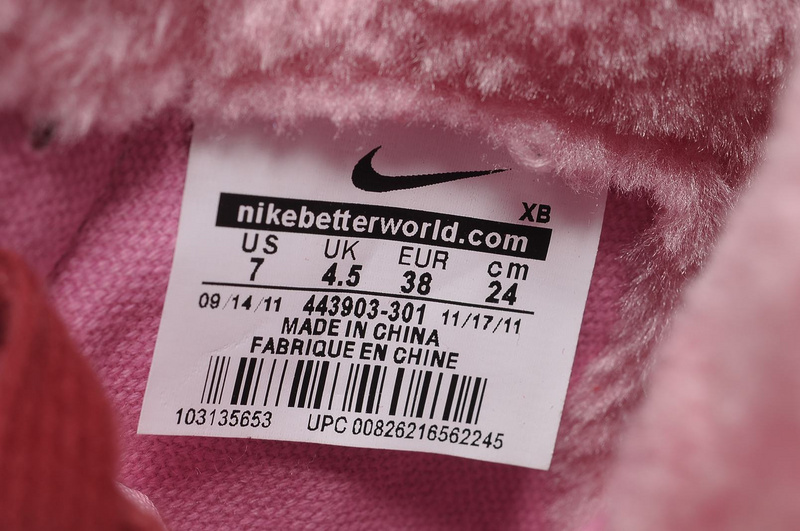 XB
nikebetterworld.com
US UK EUR cm
7 4.5 38 24
09/14/11 443903-301 11/17/11
MADE IN CHINA
FABRIQUE EN CHINE
103135653 UPC 00826216562245